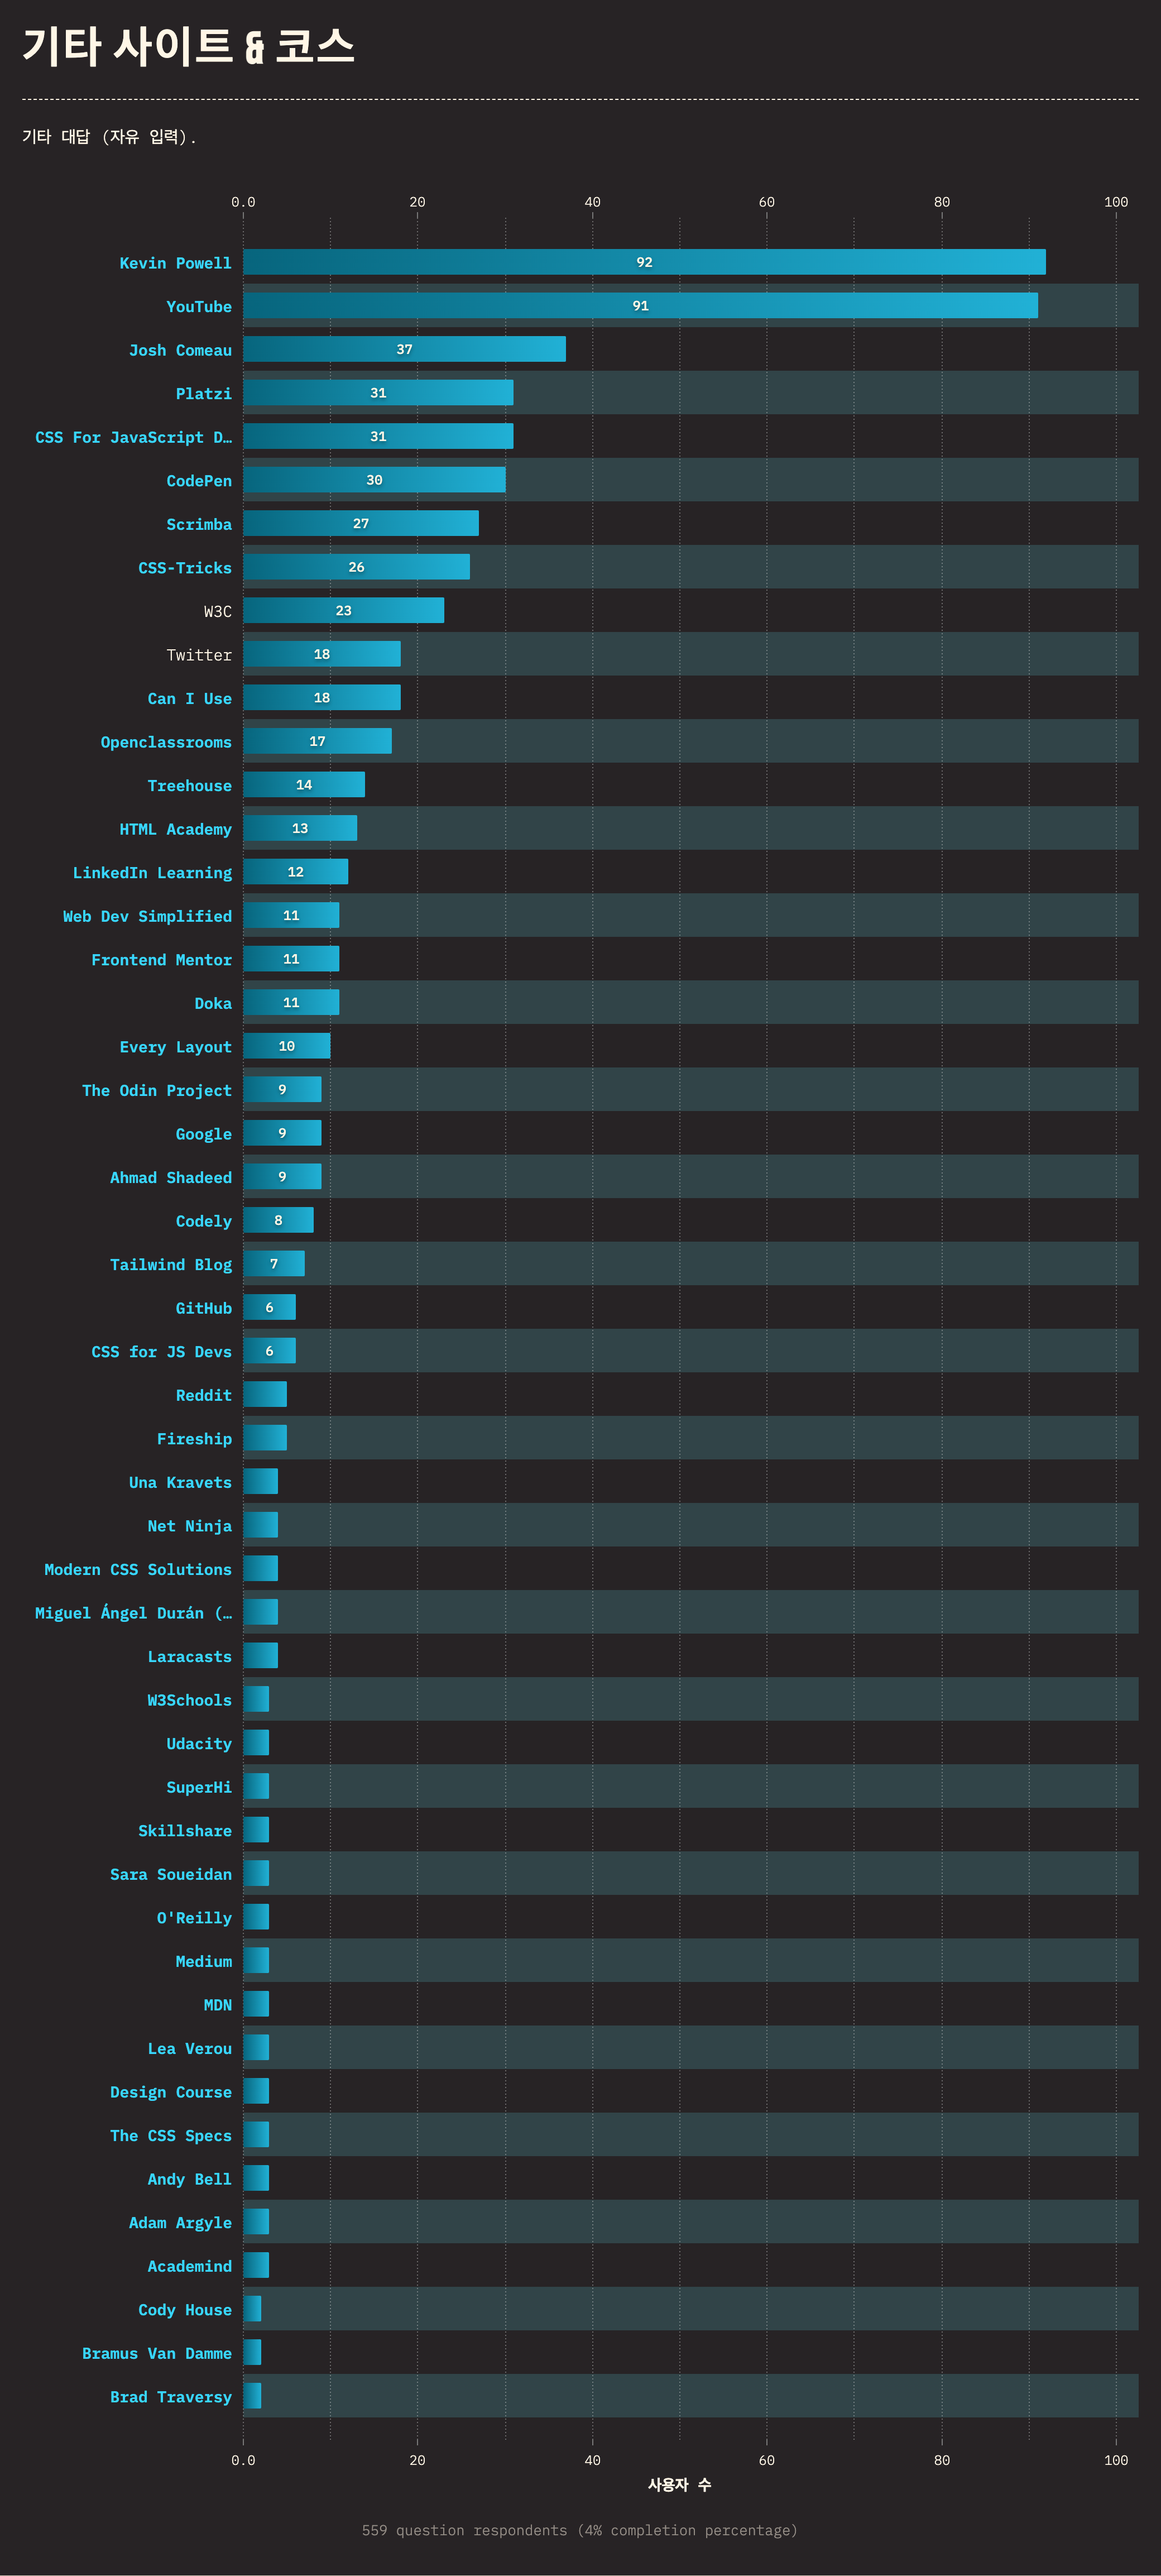 기타 사이트 & 코스
기타 대답 (자유 입력).
0.0 20 40 60 80 100
Kevin Powell 92
YouTube 91
Josh Comeau 37
Platzi 31
CSS For JavaScript D… 31
CodePen 30
Scrimba 27
CSS-Tricks 26
W3C 23
Twitter 18
Can I Use 18
Openclassrooms 17
Treehouse 14
HTML Academy 13
LinkedIn Learning 12
Web Dev Simplified 11
Frontend Mentor 11
Doka 11
Every Layout 10
The Odin Project 9
Google 9
Ahmad Shadeed 9
Codely 8
Tailwind Blog 7
GitHub 6
CSS for JS Devs 6
Reddit
Fireship
Una Kravets
Net Ninja
Modern CSS Solutions
Miguel Ángel Durán (…
Laracasts
W3Schools
Udacity
SuperHi
Skillshare
Sara Soueidan
O'Reilly
Medium
MDN
Lea Verou
Design Course
The CSS Specs
Andy Bell
Adam Argyle
Academind
Cody House
Bramus Van Damme
Brad Traversy
0.0 20 40 60 80 100
사용자 수
559 question respondents (4% completion percentage)